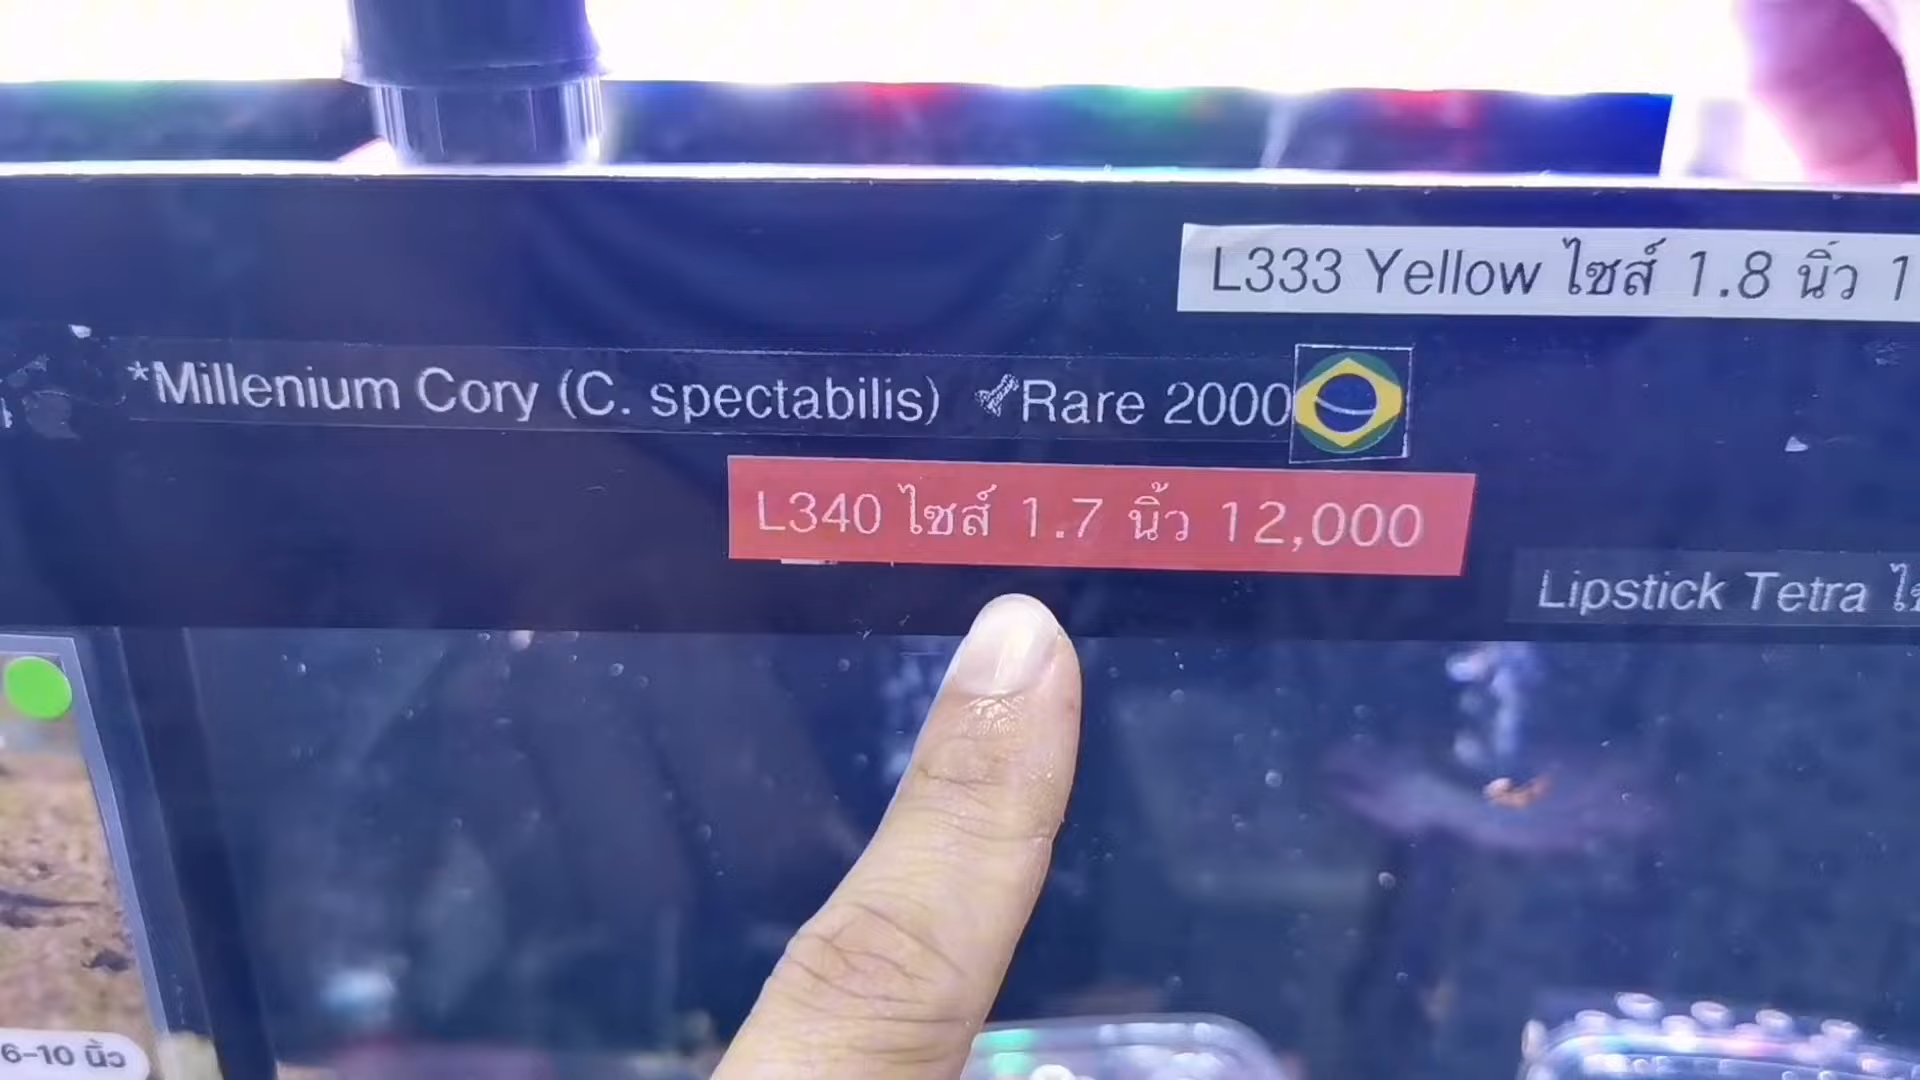 L333 Yellow ไซส์ 1.8 นิ้ว 1
*Millenium Cory (C. spectabilis) Rare 2000
L340 ไซส์ 1.7 นิ้ว 12,000
Lipstick Tetra
6-10 นิ้ว